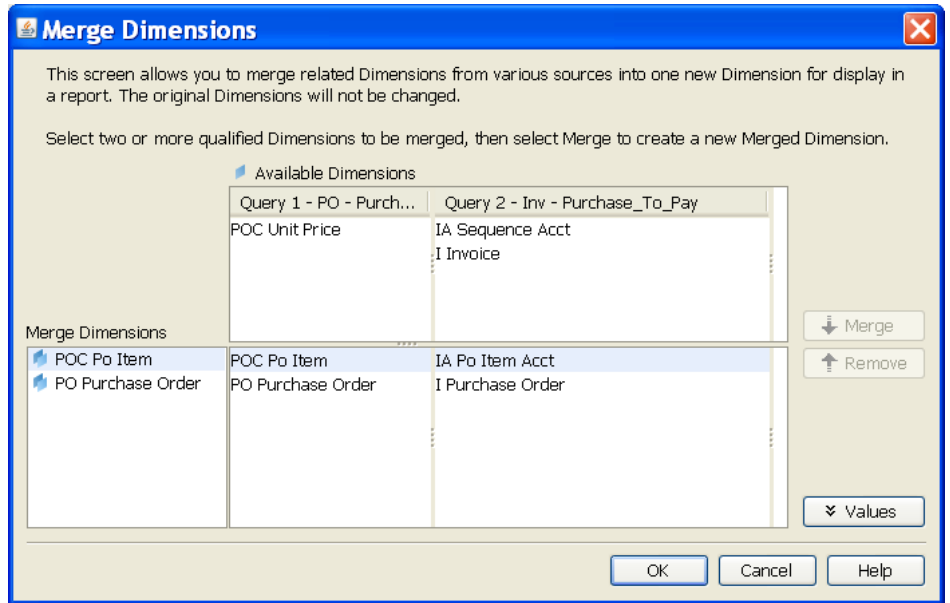 Merge Dimensions
This screen allows you to merge related Dimensions from various sources into one new Dimension for display in
a report. The original Dimensions will not be changed.
Select two or more qualified Dimensions to be merged, then select Merge to create a new Merged Dimension.
Available Dimensions
Query 1 - PO - Purch... Query 2 - Inv - Purchase_To_Pay
POC Unit Price IA Sequence Acct
I Invoice
Merge
Merge Dimensions
POC Po Item POC Po Item IA Po Item Acct
Remove
PO Purchase Order PO Purchase Order I Purchase Order
Values
OK Cancel Help